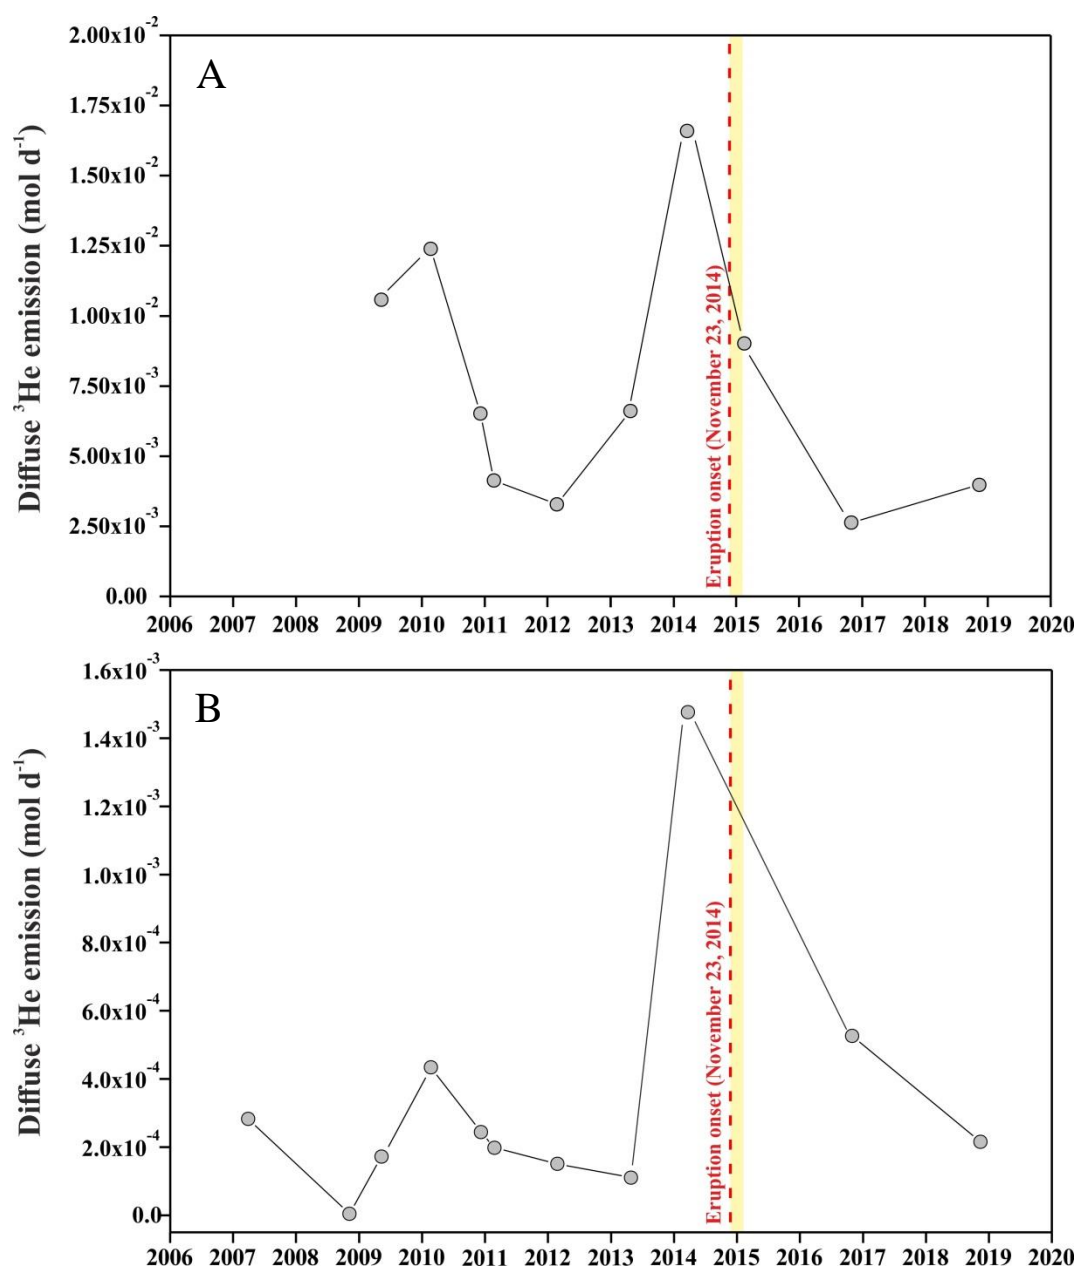 A
Diffuse ³He emission (mol d⁻¹)
2.00x10⁻²
1.75x10⁻²
1.50x10⁻²
1.25x10⁻²
1.00x10⁻²
7.50x10⁻³
5.00x10⁻³
2.50x10⁻³
0.00
Eruption onset (November 23, 2014)
2006 2007 2008 2009 2010 2011 2012 2013 2014 2015 2016 2017 2018 2019 2020
B
Diffuse ³He emission (mol d⁻¹)
1.6x10⁻³
1.4x10⁻³
1.2x10⁻³
1.0x10⁻³
8.0x10⁻⁴
6.0x10⁻⁴
4.0x10⁻⁴
2.0x10⁻⁴
0.0
Eruption onset (November 23, 2014)
2006 2007 2008 2009 2010 2011 2012 2013 2014 2015 2016 2017 2018 2019 2020